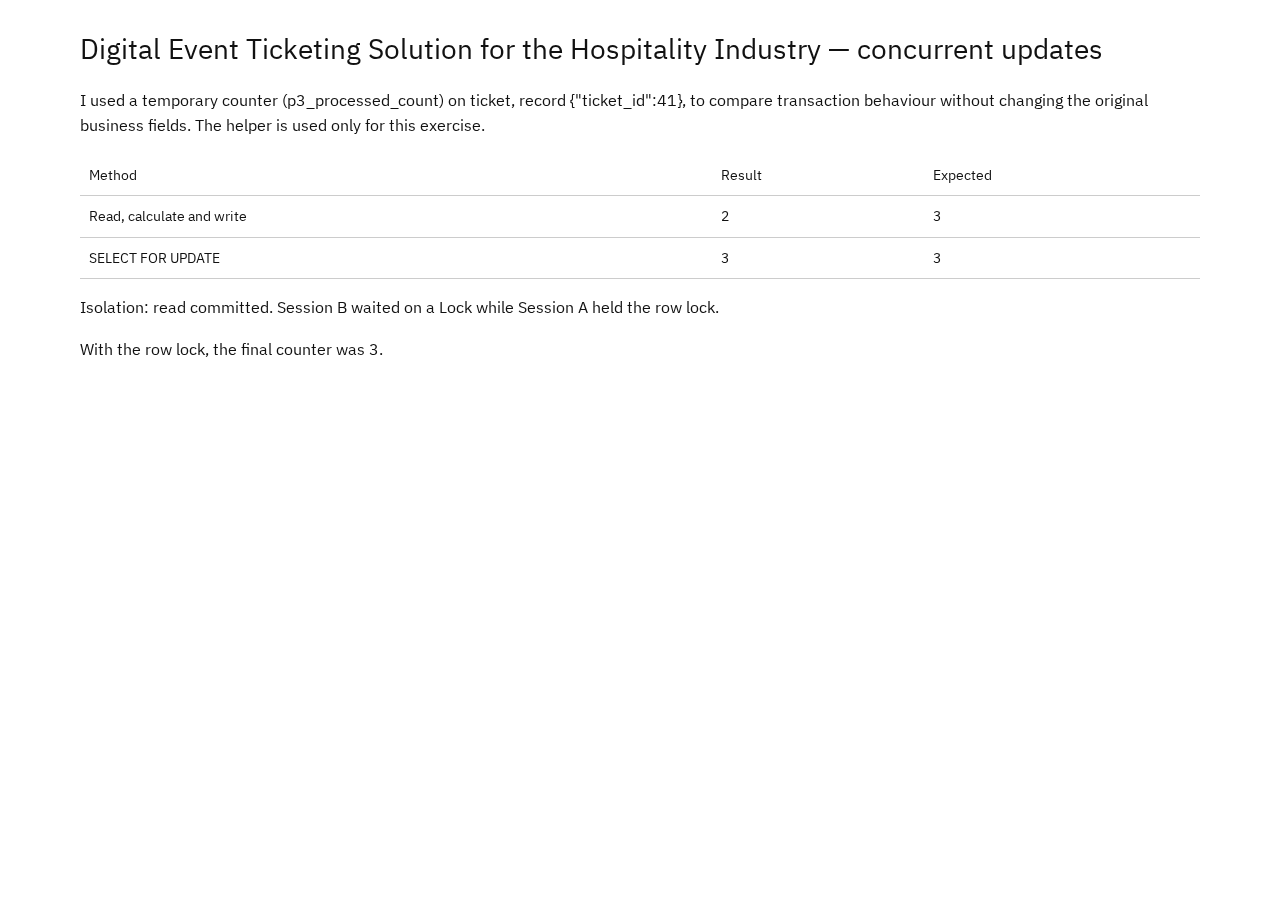 Digital Event Ticketing Solution for the Hospitality Industry — concurrent updates
I used a temporary counter (p3_processed_count) on ticket, record {"ticket_id":41}, to compare transaction behaviour without changing the original
business fields. The helper is used only for this exercise.
Method Result Expected
Read, calculate and write 2 3
SELECT FOR UPDATE 3 3
Isolation: read committed. Session B waited on a Lock while Session A held the row lock.
With the row lock, the final counter was 3.